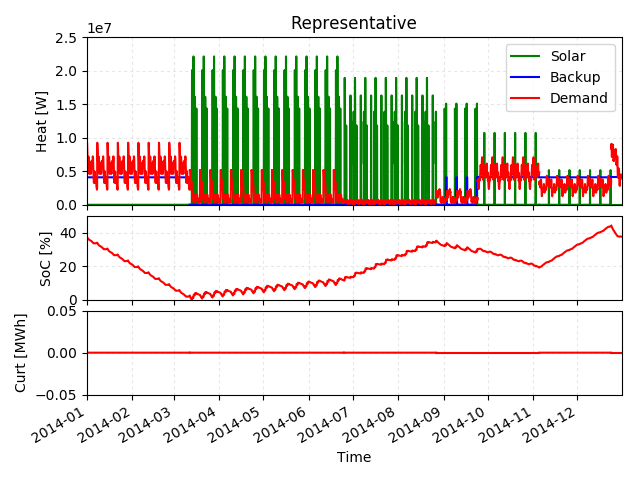 Representative
1e7
2.5
2.0
1.5
1.0
0.5
0.0
Heat [W]
Solar
Backup
Demand
40
20
0
SoC [%]
0.05
0.00
−0.05
Curt [MWh]
2014-01
2014-02
2014-03
2014-04
2014-05
2014-06
2014-07
2014-08
2014-09
2014-10
2014-11
2014-12
Time